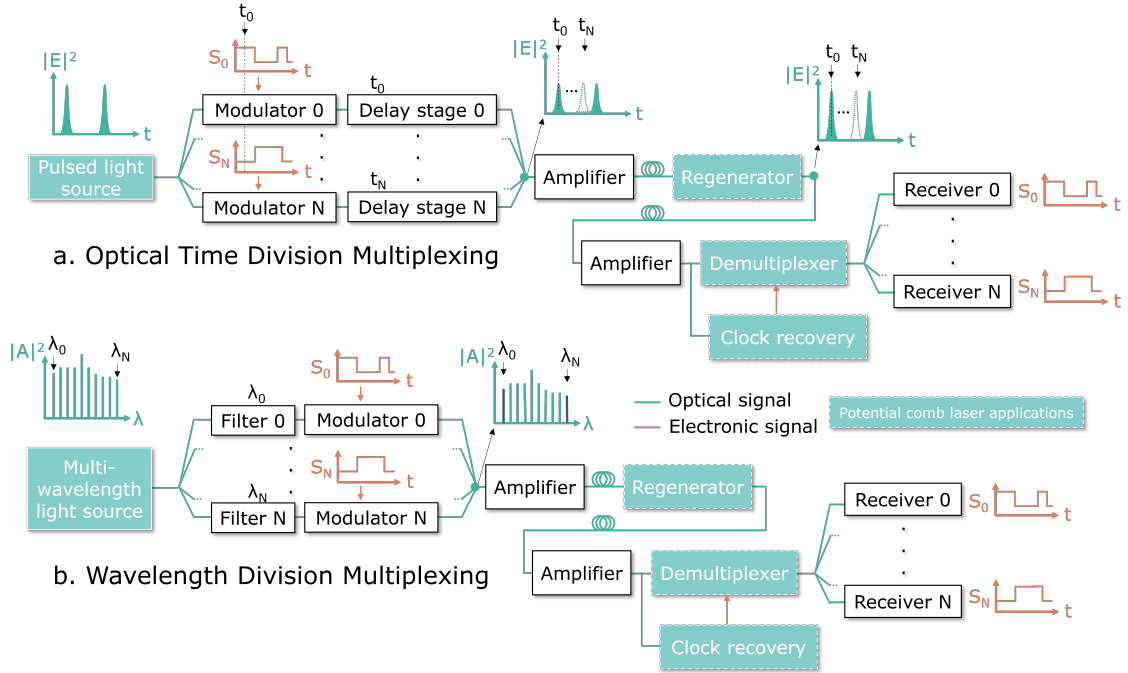 t₀
S₀
t
|E|²
t
Pulsed light
source
Modulator 0
t₀
Delay stage 0
...
...
S_N
t
Modulator N
t_N
Delay stage N
|E|²
t₀
t_N
...
t
Amplifier
...
Regenerator
|E|²
t₀
t_N
...
t
Amplifier
Demultiplexer
Clock recovery
Receiver 0
S₀
t
...
...
Receiver N
S_N
t
a. Optical Time Division Multiplexing
|A|²
λ₀
λ_N
λ
Multi-
wavelength
light source
λ₀
Filter 0
S₀
t
Modulator 0
...
...
λ_N
Filter N
S_N
t
Modulator N
|A|²
λ₀
λ_N
λ
Optical signal
Electronic signal
Potential comb laser applications
Amplifier
Regenerator
Amplifier
Demultiplexer
Clock recovery
Receiver 0
S₀
t
...
...
Receiver N
S_N
t
b. Wavelength Division Multiplexing